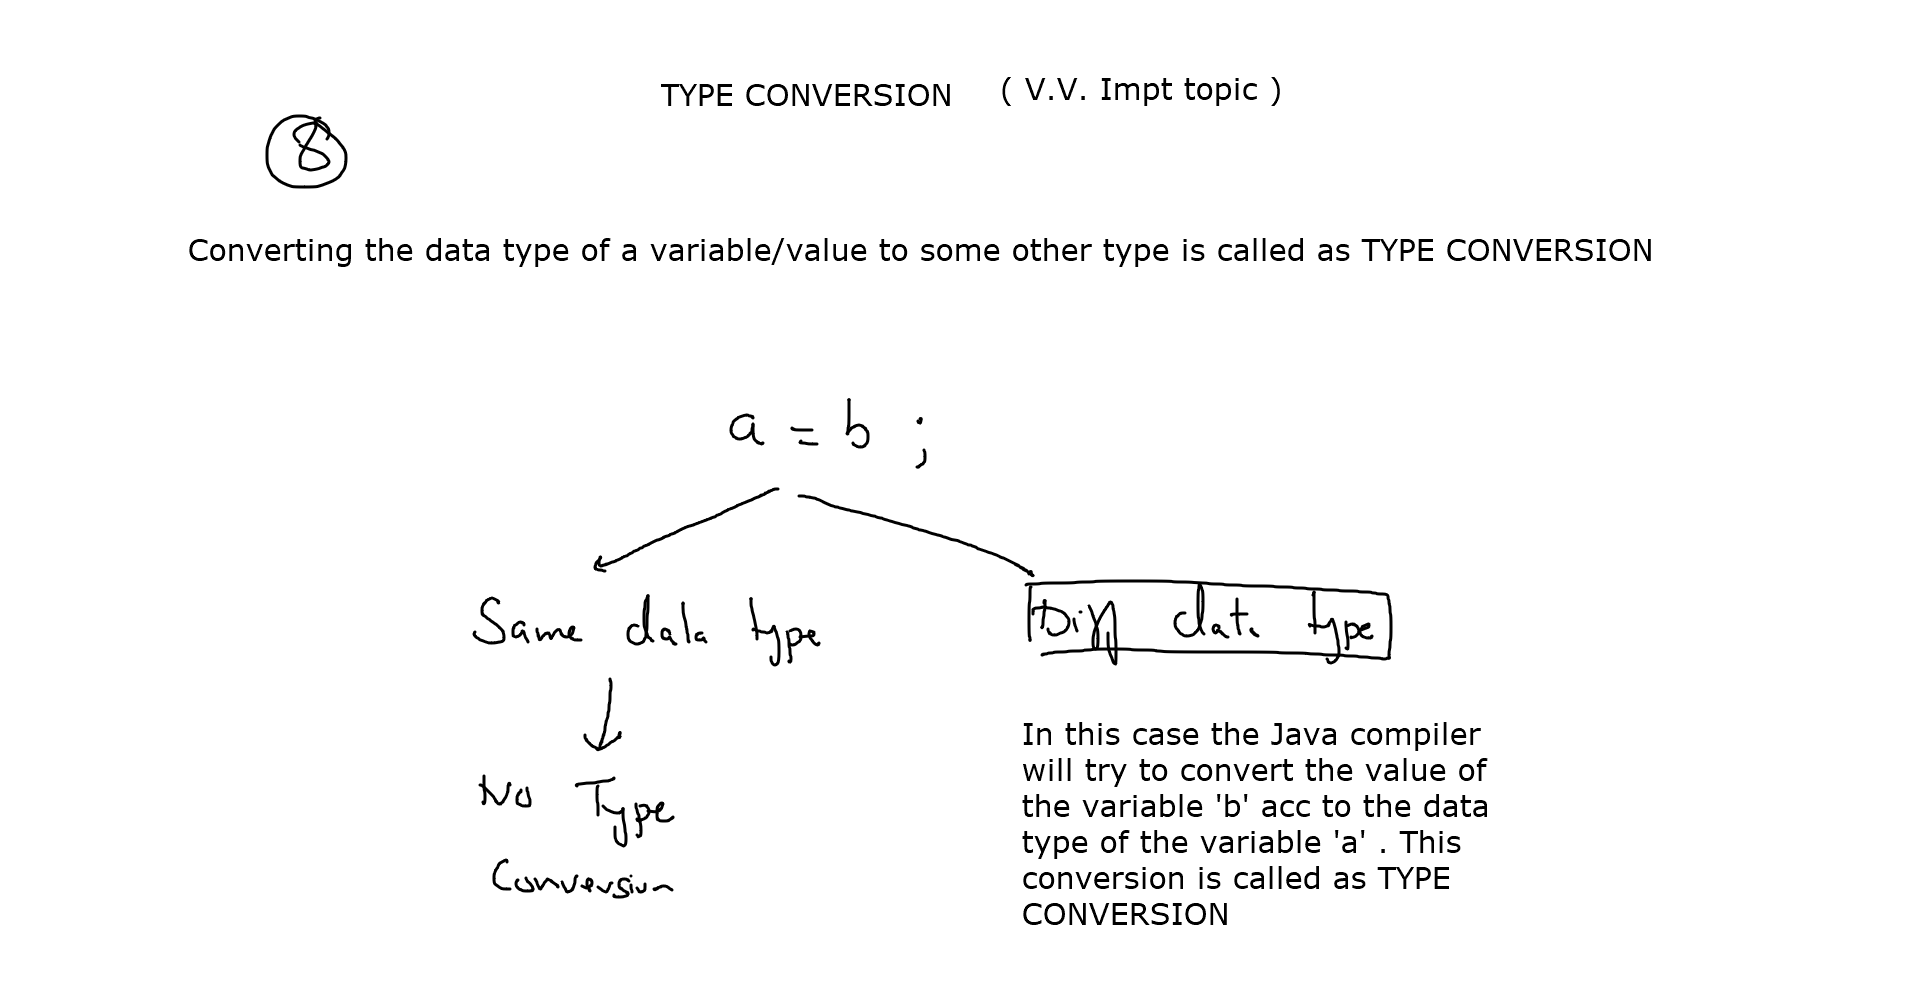 TYPE CONVERSION ( V.V. Impt topic )
8
Converting the data type of a variable/value to some other type is called as TYPE CONVERSION
a = b ;
Same data type
Diff data type
No Type
Conversion
In this case the Java compiler
will try to convert the value of
the variable 'b' acc to the data
type of the variable 'a' . This
conversion is called as TYPE
CONVERSION